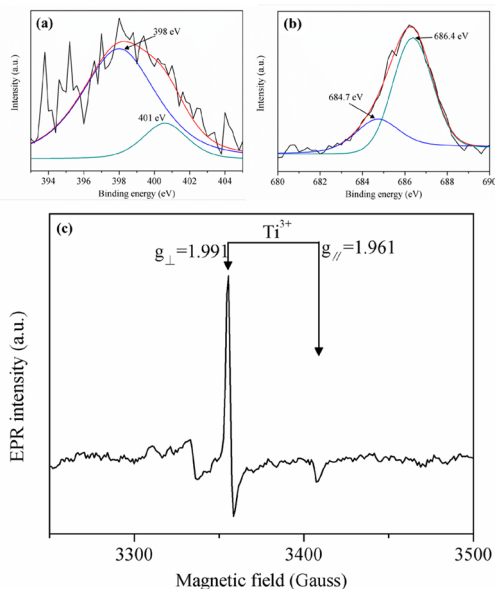 (a)
398 eV
401 eV
Intensity (a.u.)
394 396 398 400 402 404
Binding energy (eV)
(b)
686.4 eV
684.7 eV
Intensity (a.u.)
680 682 684 686 688 690
Binding energy (eV)
(c)
Ti³⁺
g⊥=1.991
g//=1.961
EPR intensity (a.u.)
3300 3400 3500
Magnetic field (Gauss)